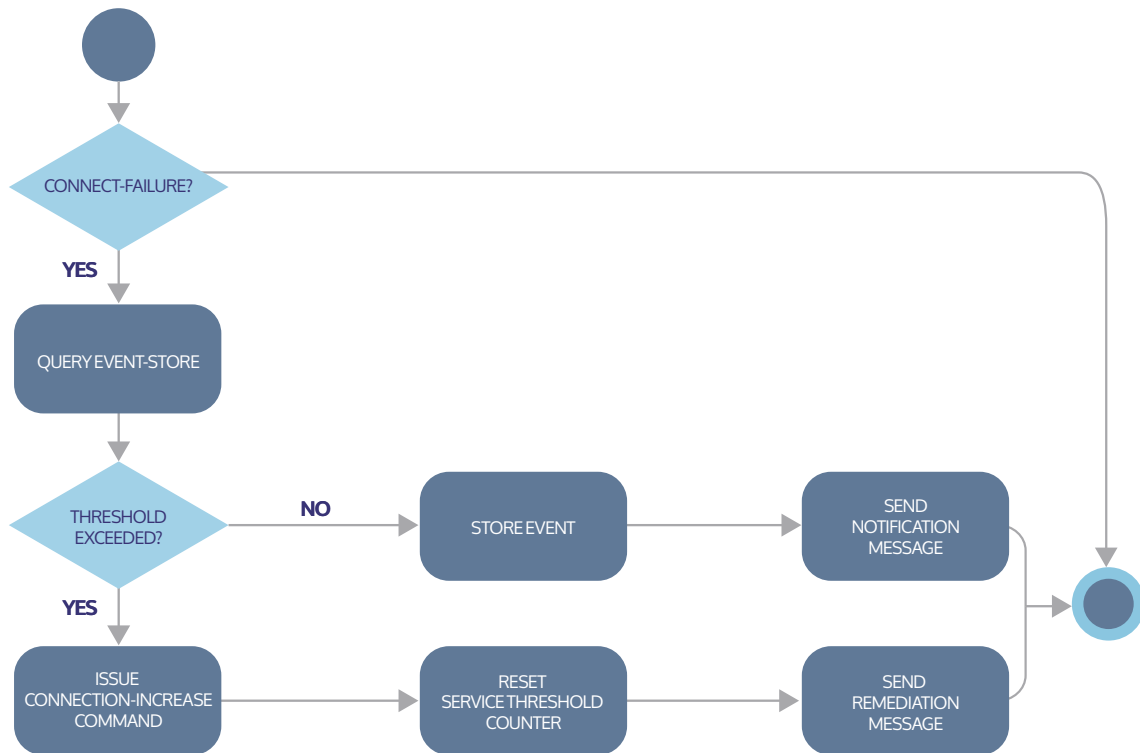 CONNECT-FAILURE?
YES
QUERY EVENT-STORE
THRESHOLD
EXCEEDED?
NO
STORE EVENT
SEND
NOTIFICATION
MESSAGE
YES
ISSUE
CONNECTION-INCREASE
COMMAND
RESET
SERVICE THRESHOLD
COUNTER
SEND
REMEDIATION
MESSAGE